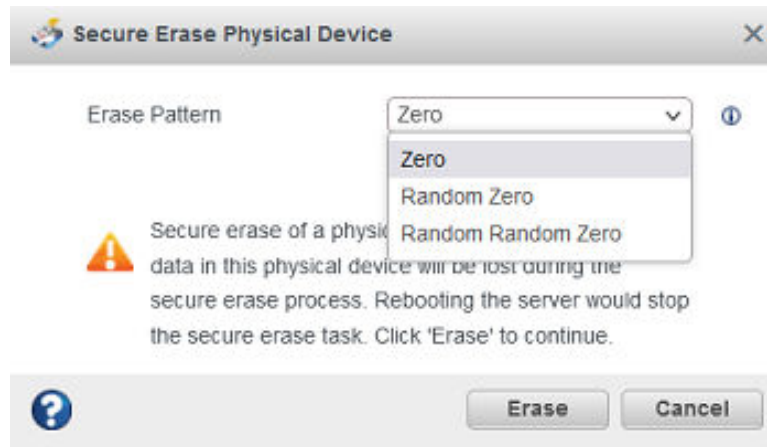 Secure Erase Physical Device
Erase Pattern
Zero
Zero
Random Zero
Random Random Zero
Secure erase of a
data in this physical device will be lost during the
secure erase process. Rebooting the server would stop
the secure erase task. Click 'Erase' to continue.
Erase
Cancel